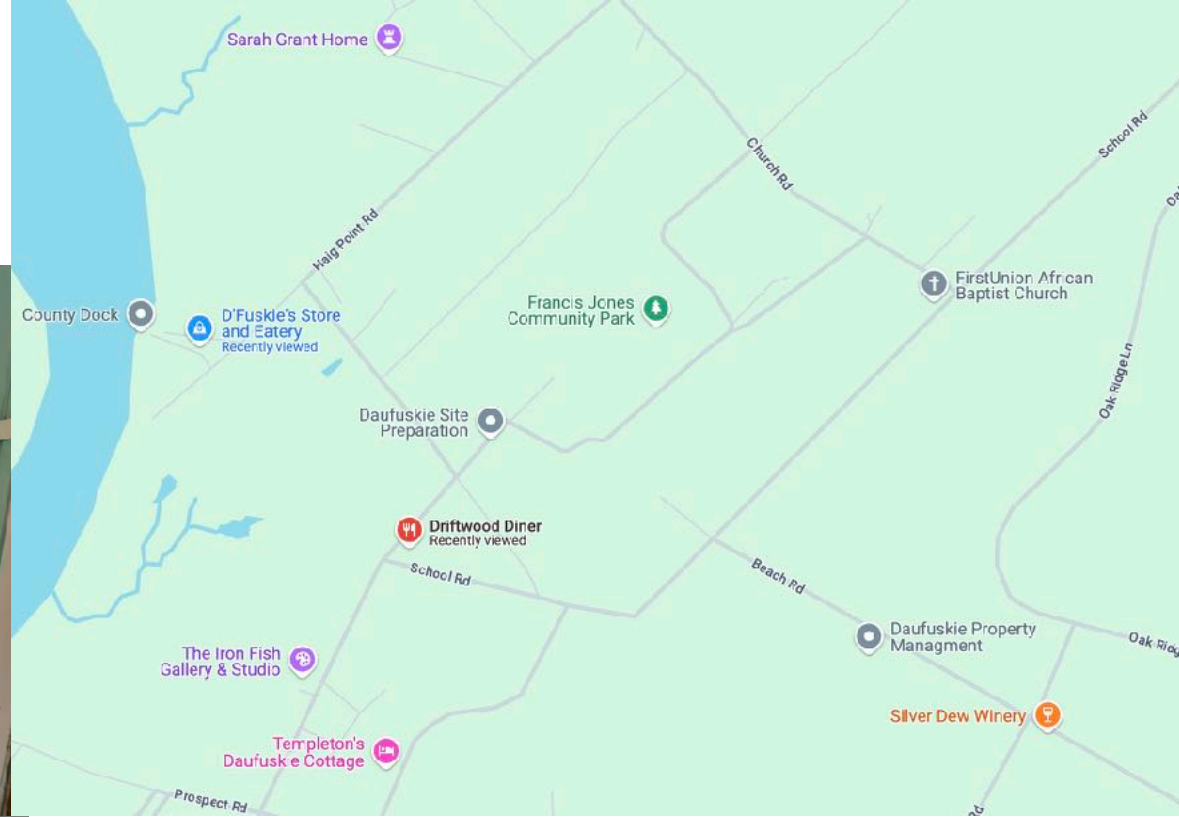 Sarah Grant Home
School Rd
Church Rd
Haig Point Rd
FirstUnion African
Baptist Church
Francis Jones
Community Park
County Dock
D'Fuskie's Store
and Eatery
Recently viewed
Oak Ridge Ln
Daufuskie Site
Preparation
Driftwood Diner
Recently viewed
School Rd
Beach Rd
Daufuskie Property
Managment
Oak Ridg
The Iron Fish
Gallery & Studio
Silver Dew Winery
Templeton's
Daufuskie Cottage
Prospect Rd
Rd